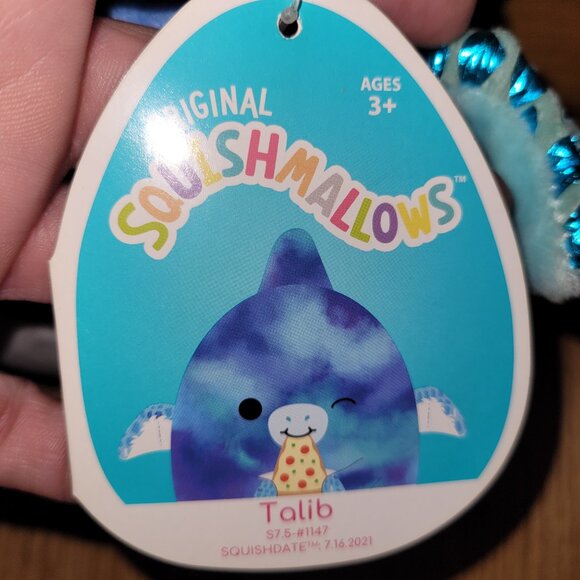 AGES
3+
ORIGINAL
SQUISHMALLOWS™
Talib
S7.5-#1147
SQUISHDATE™: 7.16.2021